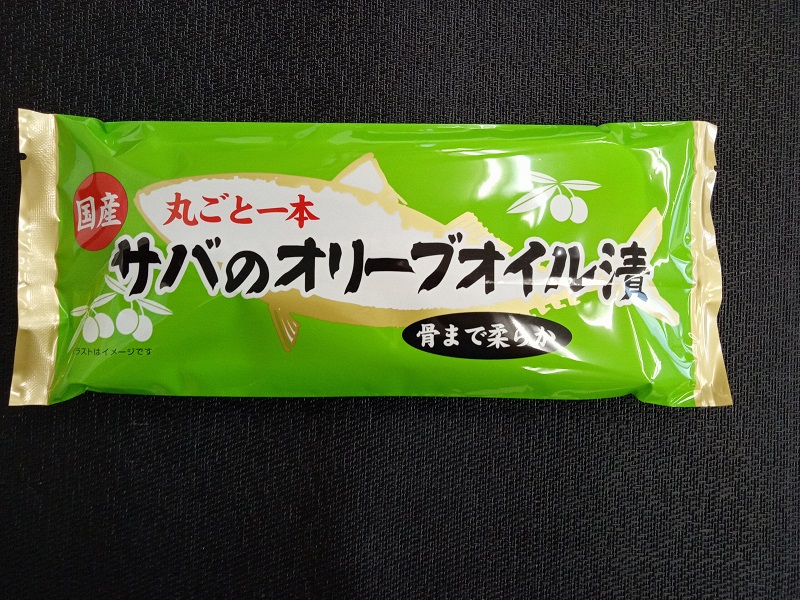 国産
丸ごと一本
サバのオリーブオイル漬
骨まで柔らか
ラストはイメージです